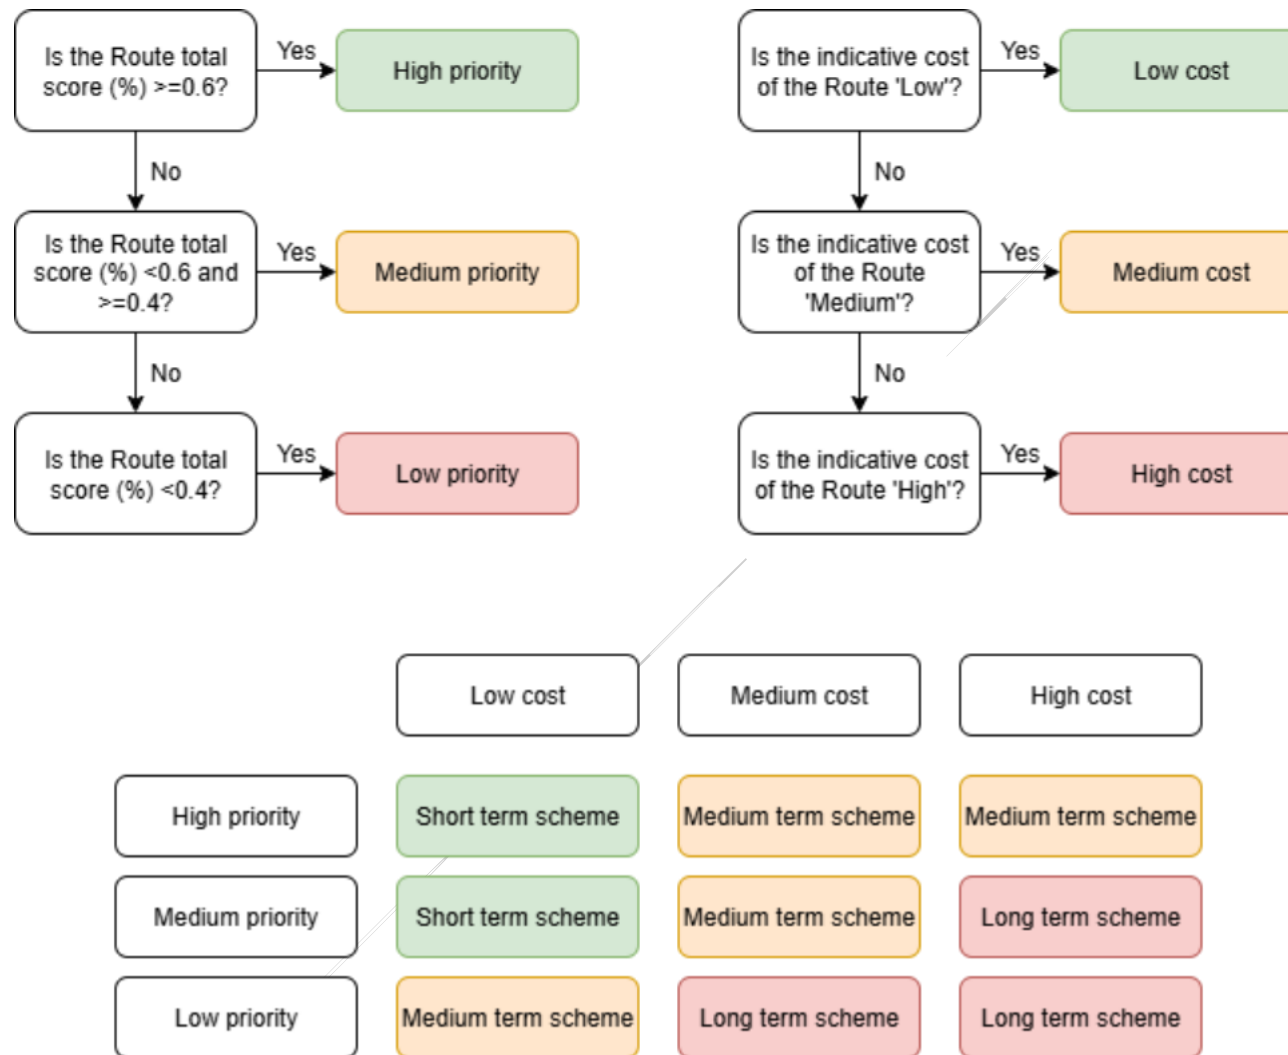 Is the Route total
score (%) >=0.6?
Yes
High priority
No
Is the Route total
score (%) <0.6 and
>=0.4?
Yes
Medium priority
No
Is the Route total
score (%) <0.4?
Yes
Low priority
Is the indicative cost
of the Route 'Low'?
Yes
Low cost
No
Is the indicative cost
of the Route
'Medium'?
Yes
Medium cost
No
Is the indicative cost
of the Route 'High'?
Yes
High cost
Low cost
Medium cost
High cost
High priority
Short term scheme
Medium term scheme
Medium term scheme
Medium priority
Short term scheme
Medium term scheme
Long term scheme
Low priority
Medium term scheme
Long term scheme
Long term scheme